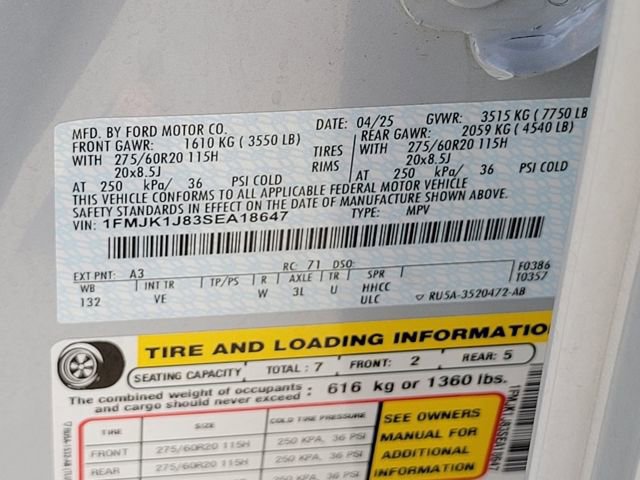 MFD. BY FORD MOTOR CO.
DATE: 04/25 GVWR: 3515 KG (7750 LB
FRONT GAWR: 1610 KG (3550 LB)
REAR GAWR: 2059 KG (4540 LB)
WITH 275/60R20 115H TIRES WITH 275/60R20 115H
20x8.5J RIMS 20x8.5J
AT 250 kPa/ 36 PSI COLD AT 250 kPa/ 36 PSI COLD
THIS VEHICLE CONFORMS TO ALL APPLICABLE FEDERAL MOTOR VEHICLE
SAFETY STANDARDS IN EFFECT ON THE DATE OF MANUFACTURE SHOWN ABOVE.
VIN: 1FMJK1J83SEA18647 TYPE: MPV
EXT PNT: A3 RC: 71 DSO: F0386
WB INT TR TP/PS R AXLE TR SPR T0357
132 VE W 3L U HHCC
ULC RU5A-3520472-AB
TIRE AND LOADING INFORMATIO
SEATING CAPACITY TOTAL: 7 FRONT: 2 REAR: 5
The combined weight of occupants
and cargo should never exceed: 616 kg or 1360 lbs.
TIRE SIZE COLD TIRE PRESSURE
FRONT 275/60R20 115H 250 KPA, 36 PSI
REAR 275/60R20 115H 250 KPA, 36 PSI
SEE OWNERS
MANUAL FOR
ADDITIONAL
INFORMATION
1FMJK1J83SEA18647